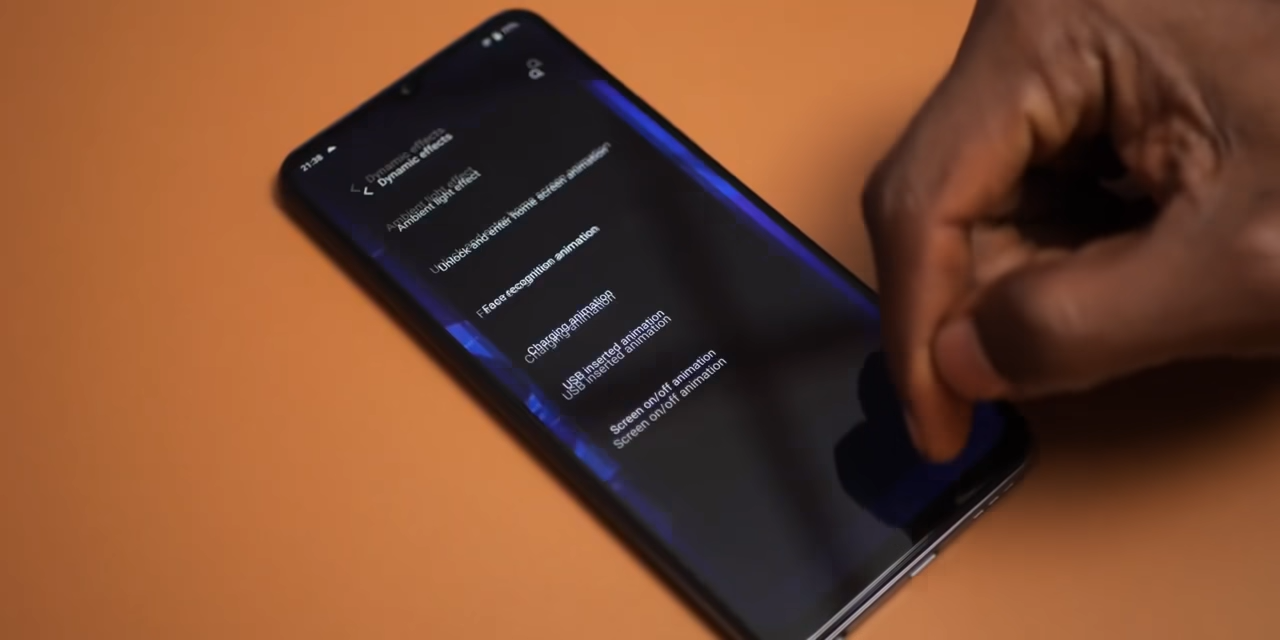 21:38
Dynamic effects
Ambient light effect
Unlock and enter home screen animation
Face recognition animation
Charging animation
USB inserted animation
Screen on/off animation